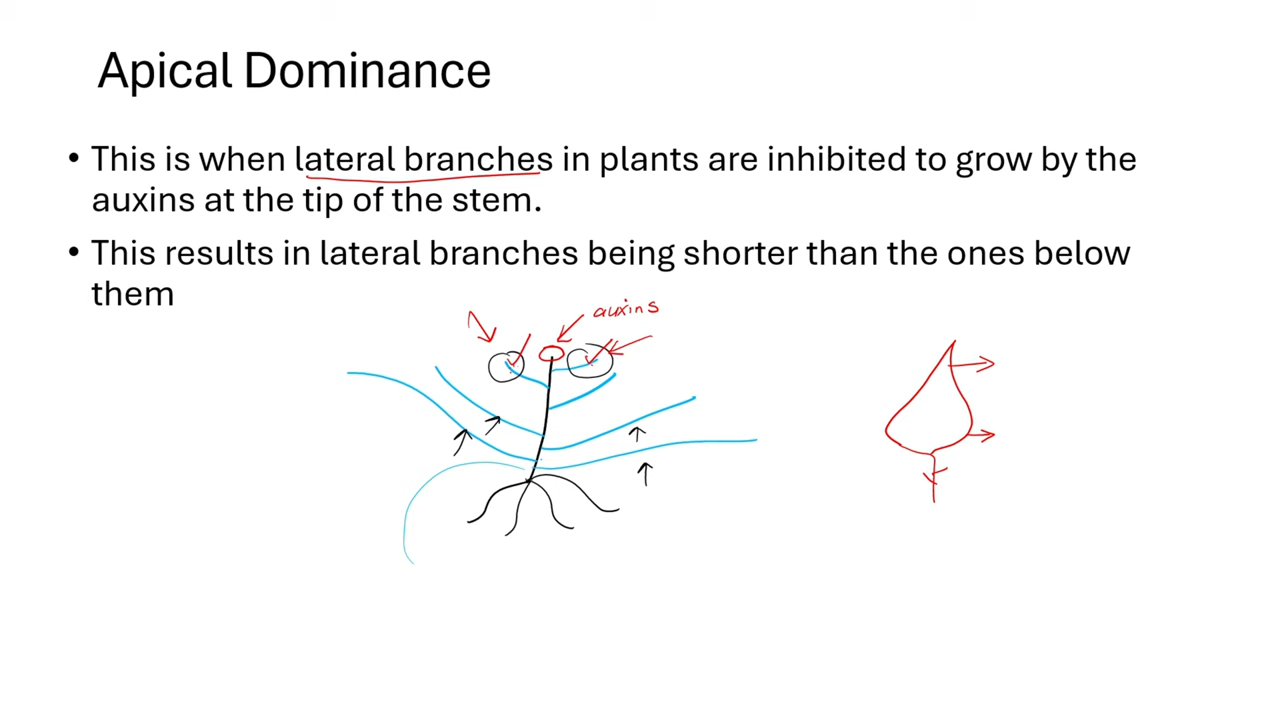 Apical Dominance
• This is when lateral branches in plants are inhibited to grow by the
auxins at the tip of the stem.
• This results in lateral branches being shorter than the ones below
them
auxins